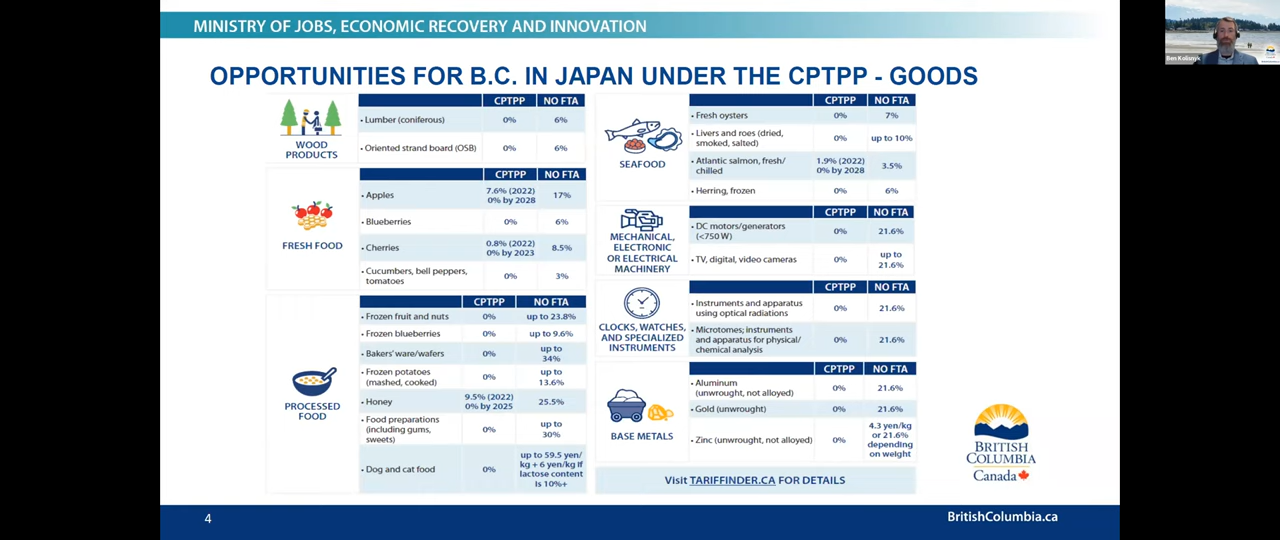 MINISTRY OF JOBS, ECONOMIC RECOVERY AND INNOVATION
Ben Kolisnyk
OPPORTUNITIES FOR B.C. IN JAPAN UNDER THE CPTPP - GOODS
WOOD
PRODUCTS
CPTPP NO FTA
• Lumber (coniferous) 0% 6%
• Oriented strand board (OSB) 0% 6%
FRESH FOOD
CPTPP NO FTA
• Apples 7.6% (2022) 17%
0% by 2028
• Blueberries 0% 6%
• Cherries 0.8% (2022) 8.5%
0% by 2023
• Cucumbers, bell peppers, 0% 3%
tomatoes
PROCESSED
FOOD
CPTPP NO FTA
• Frozen fruit and nuts 0% up to 23.8%
• Frozen blueberries 0% up to 9.6%
• Bakers' ware/wafers 0% up to
34%
• Frozen potatoes 0% up to
(mashed, cooked) 13.6%
• Honey 9.5% (2022) 25.5%
0% by 2025
• Food preparations 0% up to
(including gums, 30%
sweets)
• Dog and cat food 0% up to 59.5 yen/
kg + 6 yen/kg if
lactose content
is 10%+
SEAFOOD
CPTPP NO FTA
• Fresh oysters 0% 7%
• Livers and roes (dried, 0% up to 10%
smoked, salted)
• Atlantic salmon, fresh/ 1.9% (2022) 3.5%
chilled 0% by 2028
• Herring, frozen 0% 6%
MECHANICAL,
ELECTRONIC
OR ELECTRICAL
MACHINERY
CPTPP NO FTA
• DC motors/generators 0% 21.6%
(<750 W)
• TV, digital, video cameras 0% up to
21.6%
CLOCKS, WATCHES,
AND SPECIALIZED
INSTRUMENTS
CPTPP NO FTA
• Instruments and apparatus 0% 21.6%
using optical radiations
• Microtomes; instruments 0% 21.6%
and apparatus for physical/
chemical analysis
BASE METALS
CPTPP NO FTA
• Aluminum 0% 21.6%
(unwrought, not alloyed)
• Gold (unwrought) 0% 21.6%
• Zinc (unwrought, not alloyed) 0% 4.3 yen/kg
or 21.6%
depending
on weight
Visit TARIFFINDER.CA FOR DETAILS
BRITISH
COLUMBIA
Canada
4
BritishColumbia.ca